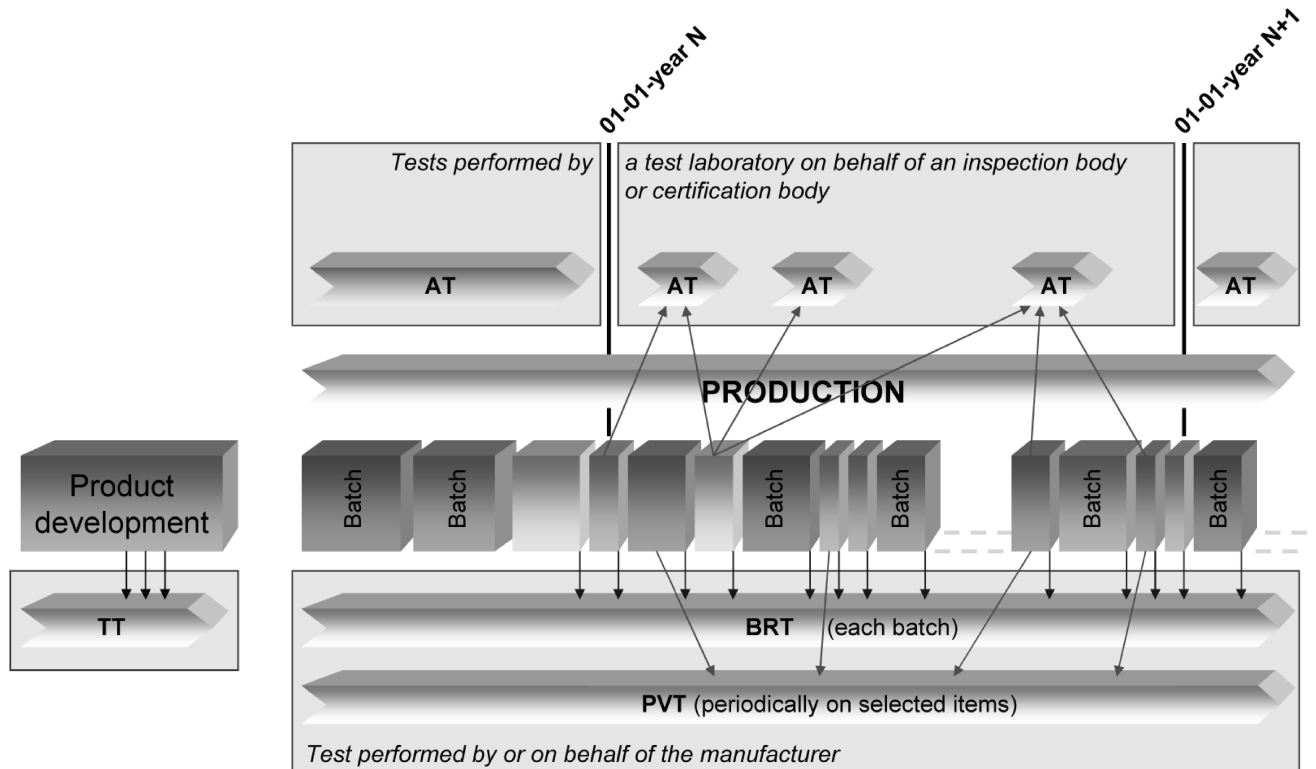 01-01-year N
01-01-year N+1
Tests performed by
a test laboratory on behalf of an inspection body
or certification body
AT
AT
AT
AT
AT
PRODUCTION
Product
development
Batch
Batch
Batch
Batch
Batch
Batch
TT
BRT (each batch)
PVT (periodically on selected items)
Test performed by or on behalf of the manufacturer